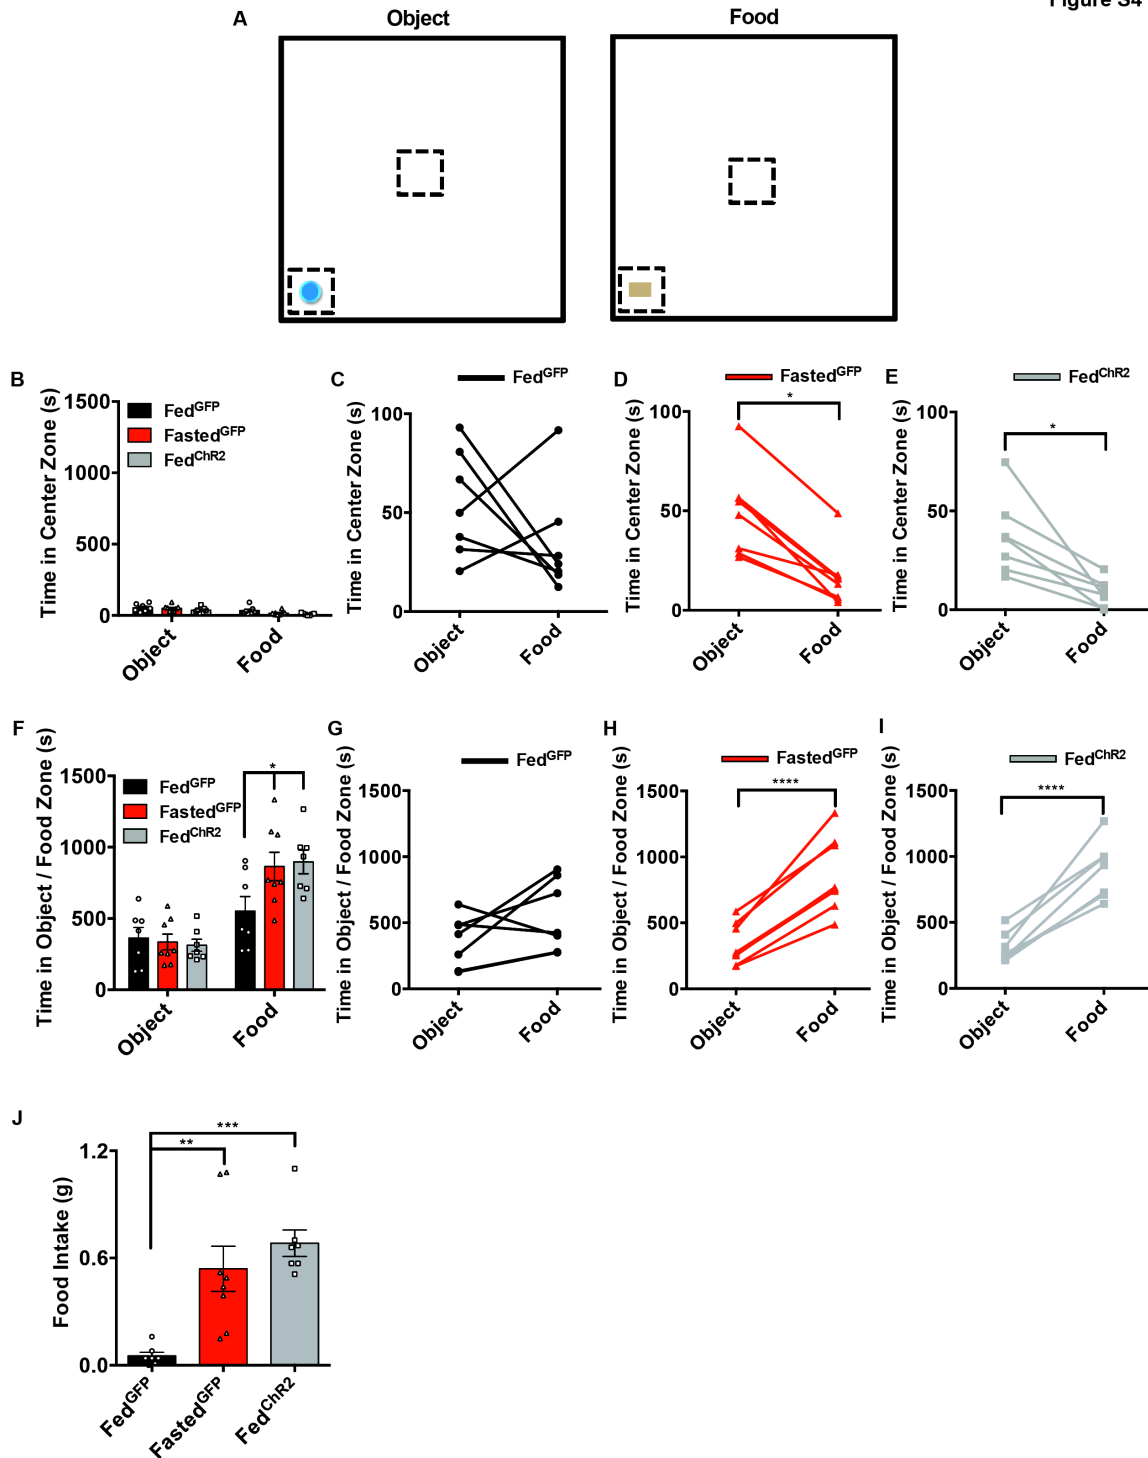 Figure S4
A
Object
Food
B
Time in Center Zone (s)
1500
1000
500
0
Fed^GFP
Fasted^GFP
Fed^ChR2
Object
Food
C
Time in Center Zone (s)
Fed^GFP
100
50
0
Object
Food
D
Time in Center Zone (s)
Fasted^GFP
*
100
50
0
Object
Food
E
Time in Center Zone (s)
Fed^ChR2
*
100
50
0
Object
Food
F
Time in Object / Food Zone (s)
1500
1000
500
0
Fed^GFP
Fasted^GFP
Fed^ChR2
*
Object
Food
G
Time in Object / Food Zone (s)
Fed^GFP
1500
1000
500
0
Object
Food
H
Time in Object / Food Zone (s)
Fasted^GFP
****
1500
1000
500
0
Object
Food
I
Time in Object / Food Zone (s)
Fed^ChR2
****
1500
1000
500
0
Object
Food
J
Food Intake (g)
***
**
1.2
0.6
0.0
Fed^GFP
Fasted^GFP
Fed^ChR2